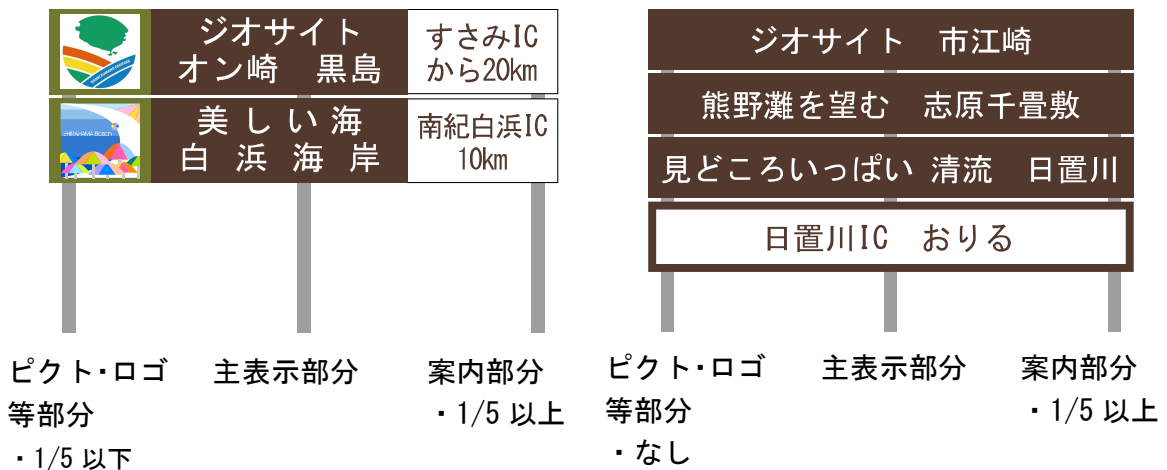 ジオサイト
オン崎　黒島
すさみIC
から20km
SHIRAHAMA BEACH
美しい海
白浜海岸
南紀白浜IC
10km
ピクト・ロゴ
等部分
・1/5 以下
主表示部分
案内部分
・1/5 以上
ジオサイト　市江崎
熊野灘を望む　志原千畳敷
見どころいっぱい 清流　日置川
日置川IC　おりる
ピクト・ロゴ
等部分
・なし
主表示部分
案内部分
・1/5 以上